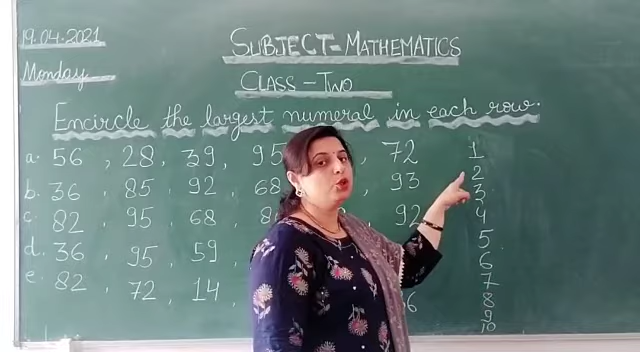 19.04.2021
Monday
SUBJECT=MATHEMATICS
CLASS-TWO
Encircle the largest numeral in each row.
a. 56 , 28 , 39 , 95 , 72
b. 36 , 85 , 92 , 68 93
c. 82 , 95 , 68 , 92
d. 36 , 95 , 59
e. 82 , 72 , 14 ,
1
2
3
4
5
6
7
8
9
10